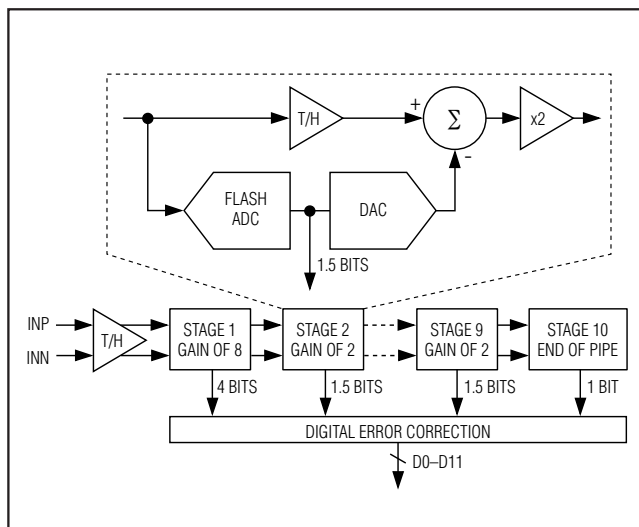 T/H
+
Σ
x2
-
FLASH
ADC
DAC
1.5 BITS
INP
INN
T/H
STAGE 1
GAIN OF 8
STAGE 2
GAIN OF 2
STAGE 9
GAIN OF 2
STAGE 10
END OF PIPE
4 BITS
1.5 BITS
1.5 BITS
1 BIT
DIGITAL ERROR CORRECTION
D0–D11